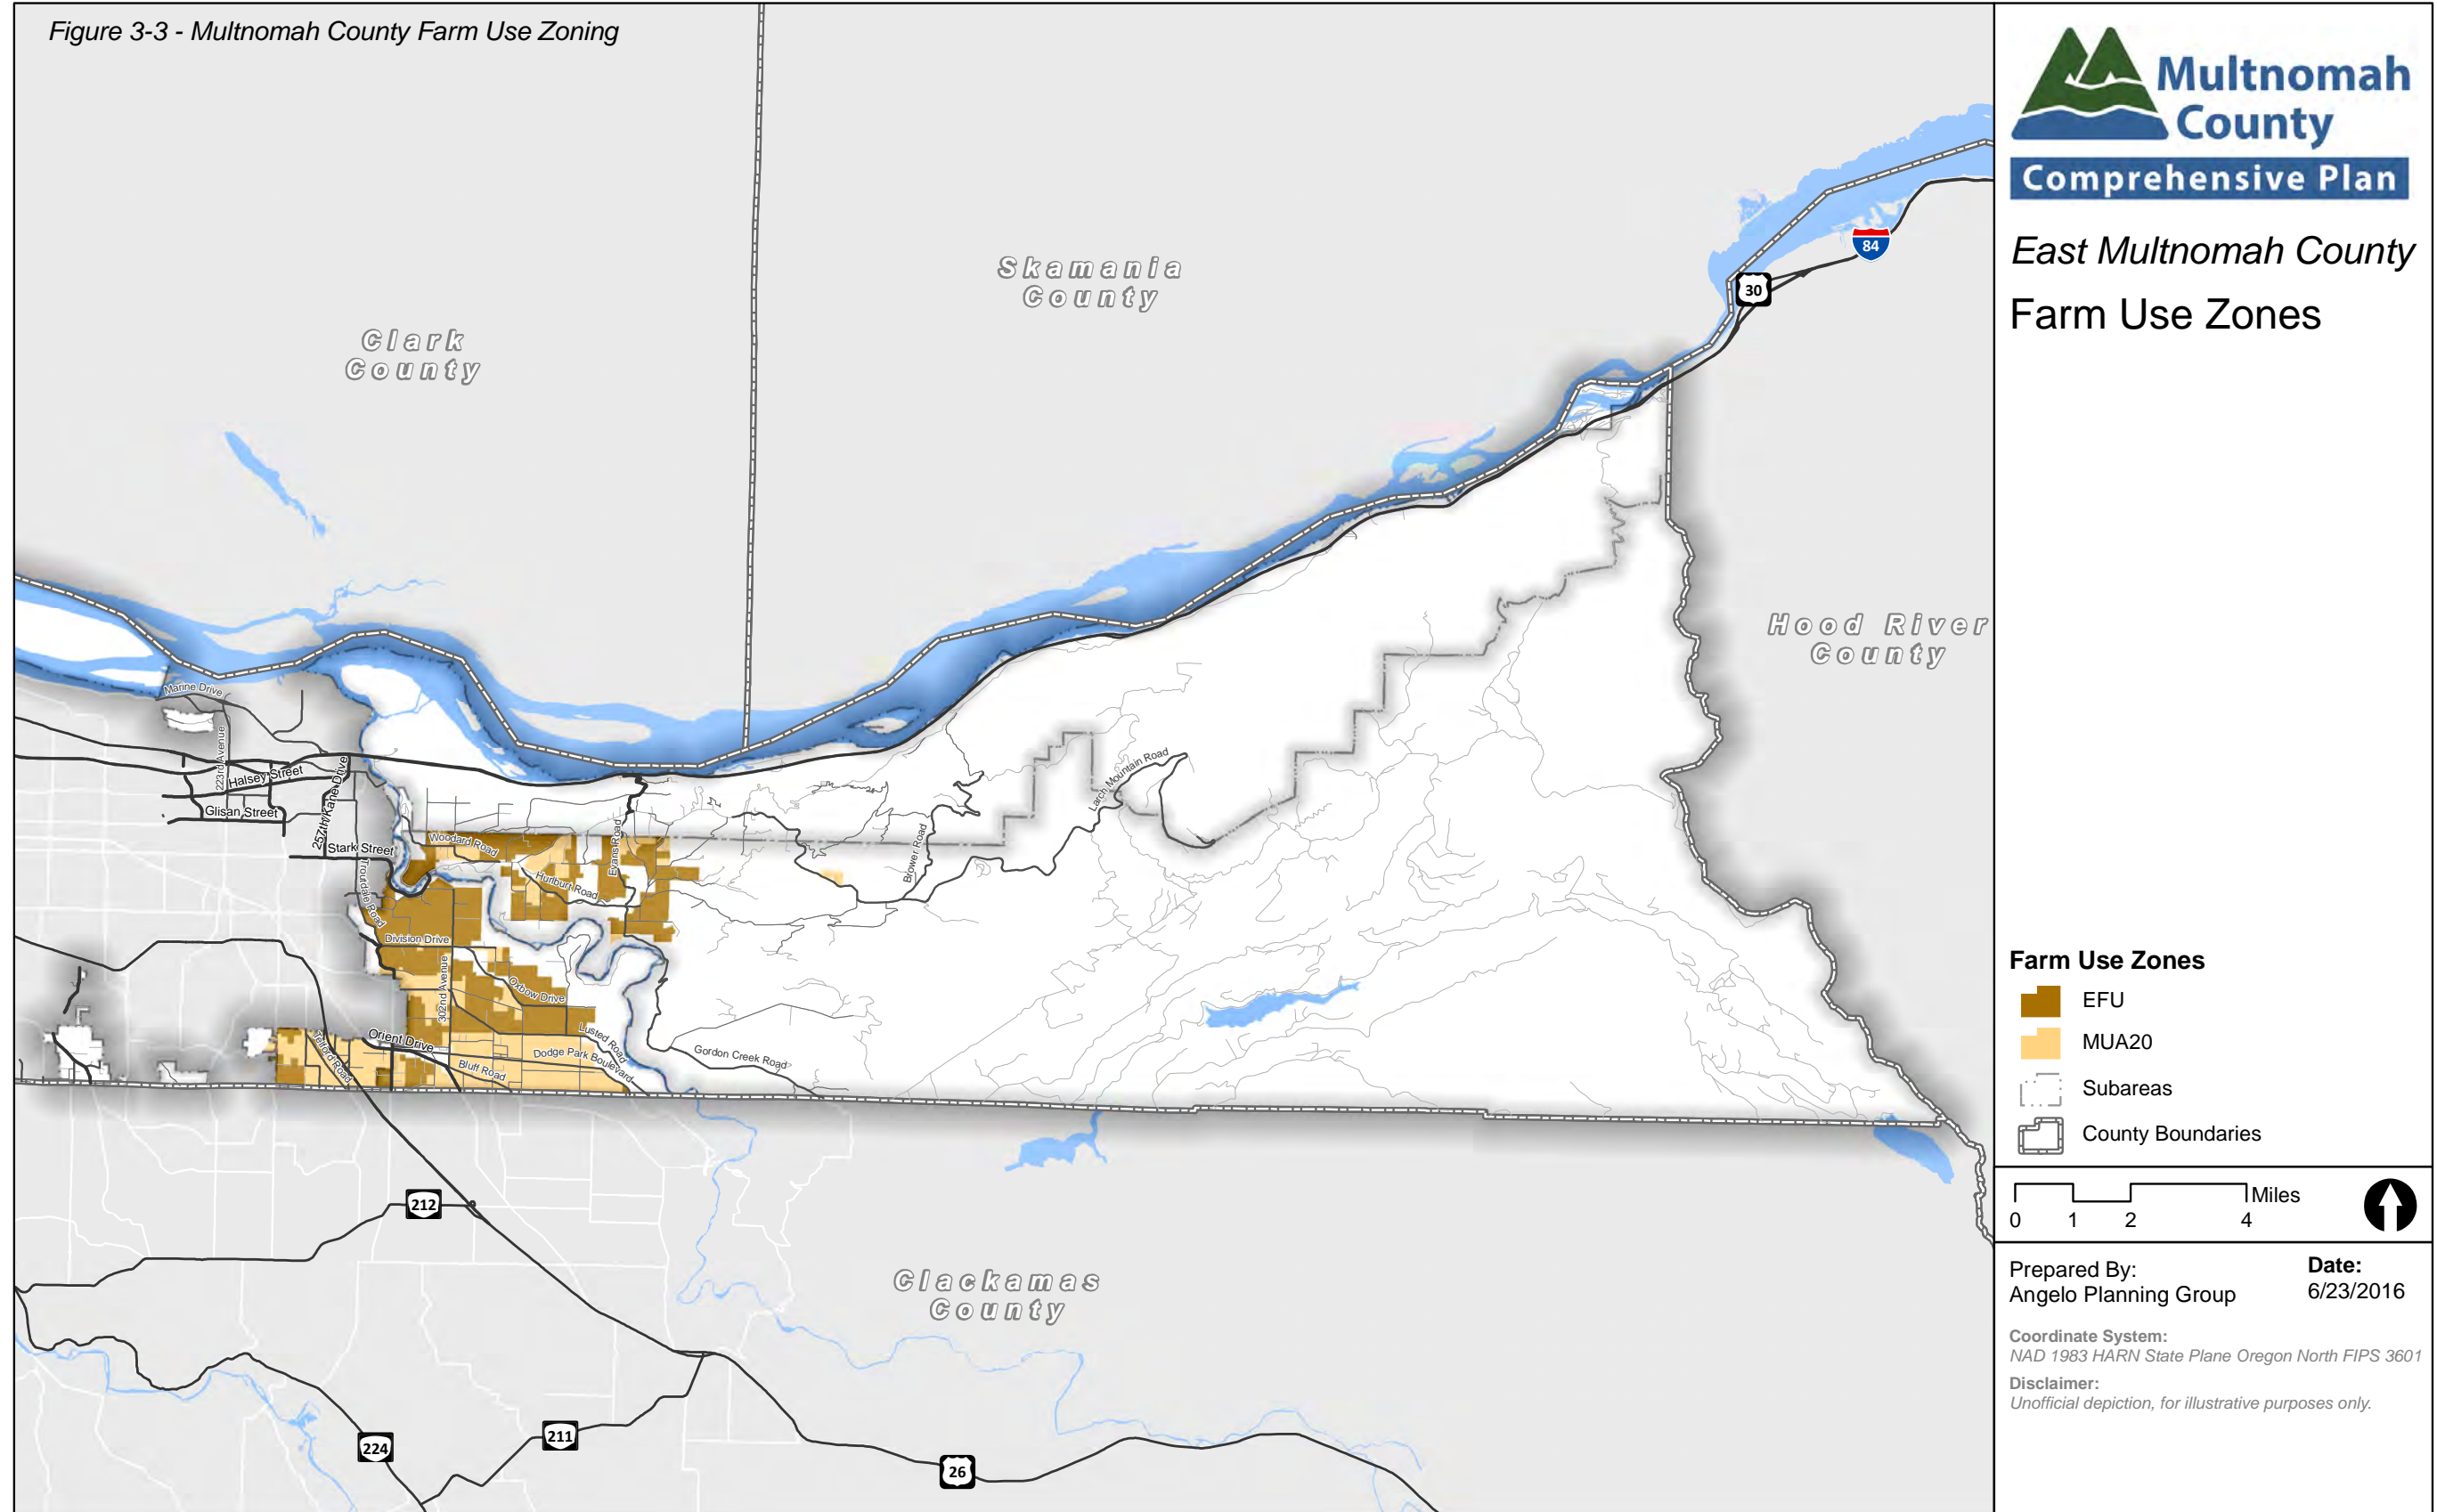 Figure 3-3 - Multnomah County Farm Use Zoning
Multnomah
County
Comprehensive Plan
East Multnomah County
Farm Use Zones
84
30
Skamania
County
Clark
County
Hood River
County
Marine Drive
223rd Avenue
Halsey Street
257th/Kane Drive
Glisan Street
Stark Street
Troutdale Road
Woodard Road
Evans Road
Hurlburt Road
Brower Road
Larch Mountain Road
Division Drive
302nd Avenue
Oxbow Drive
Orient Drive
Telford Road
Bluff Road
Lusted Road
Dodge Park Boulevard
Gordon Creek Road
Farm Use Zones
EFU
MUA20
Subareas
County Boundaries
Miles
0 1 2 4
212
Clackamas
County
224
211
26
Prepared By:
Angelo Planning Group
Date:
6/23/2016
Coordinate System:
NAD 1983 HARN State Plane Oregon North FIPS 3601
Disclaimer:
Unofficial depiction, for illustrative purposes only.